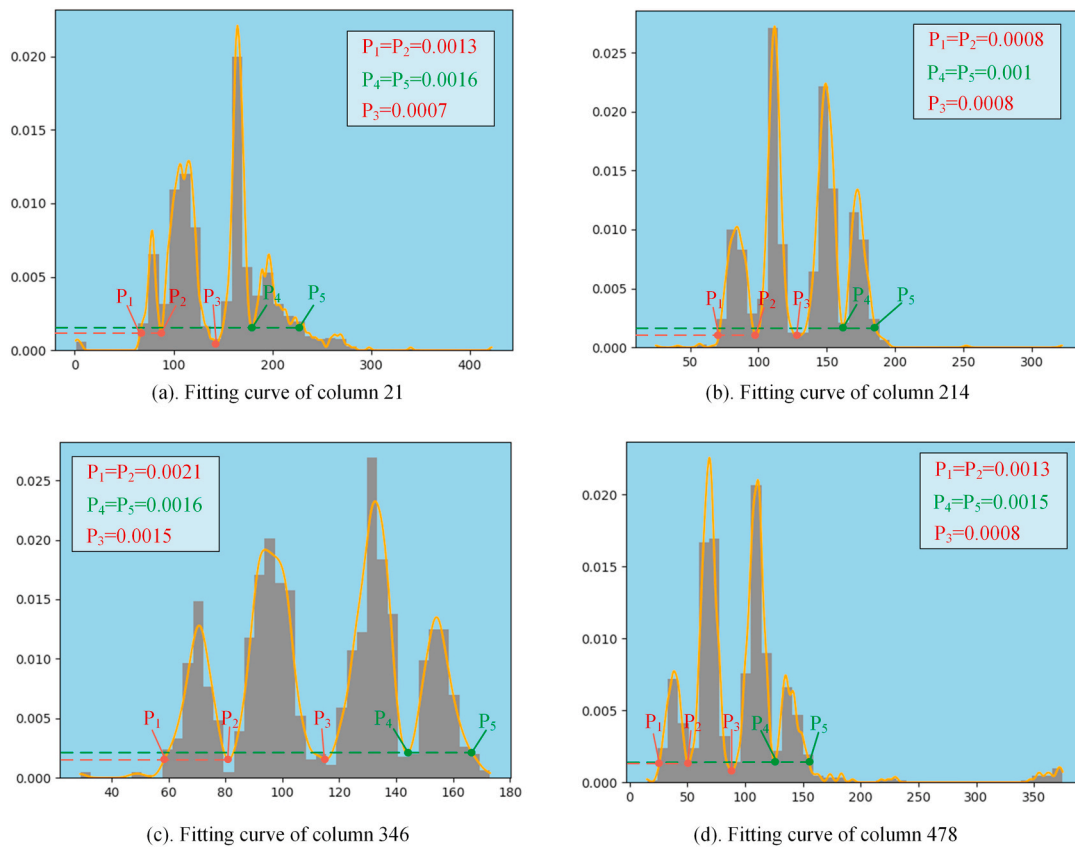 P₁=P₂=0.0013
P₄=P₅=0.0016
P₃=0.0007
0.020
0.015
0.010
0.005
0.000
P₁ P₂ P₃ P₄ P₅
0 100 200 300 400
(a). Fitting curve of column 21
P₁=P₂=0.0008
P₄=P₅=0.001
P₃=0.0008
0.025
0.020
0.015
0.010
0.005
0.000
P₁ P₂ P₃ P₄ P₅
50 100 150 200 250 300
(b). Fitting curve of column 214
P₁=P₂=0.0021
P₄=P₅=0.0016
P₃=0.0015
0.025
0.020
0.015
0.010
0.005
0.000
P₁ P₂ P₃ P₄ P₅
40 60 80 100 120 140 160 180
(c). Fitting curve of column 346
P₁=P₂=0.0013
P₄=P₅=0.0015
P₃=0.0008
0.020
0.015
0.010
0.005
0.000
P₁ P₂ P₃ P₄ P₅
0 50 100 150 200 250 300 350
(d). Fitting curve of column 478